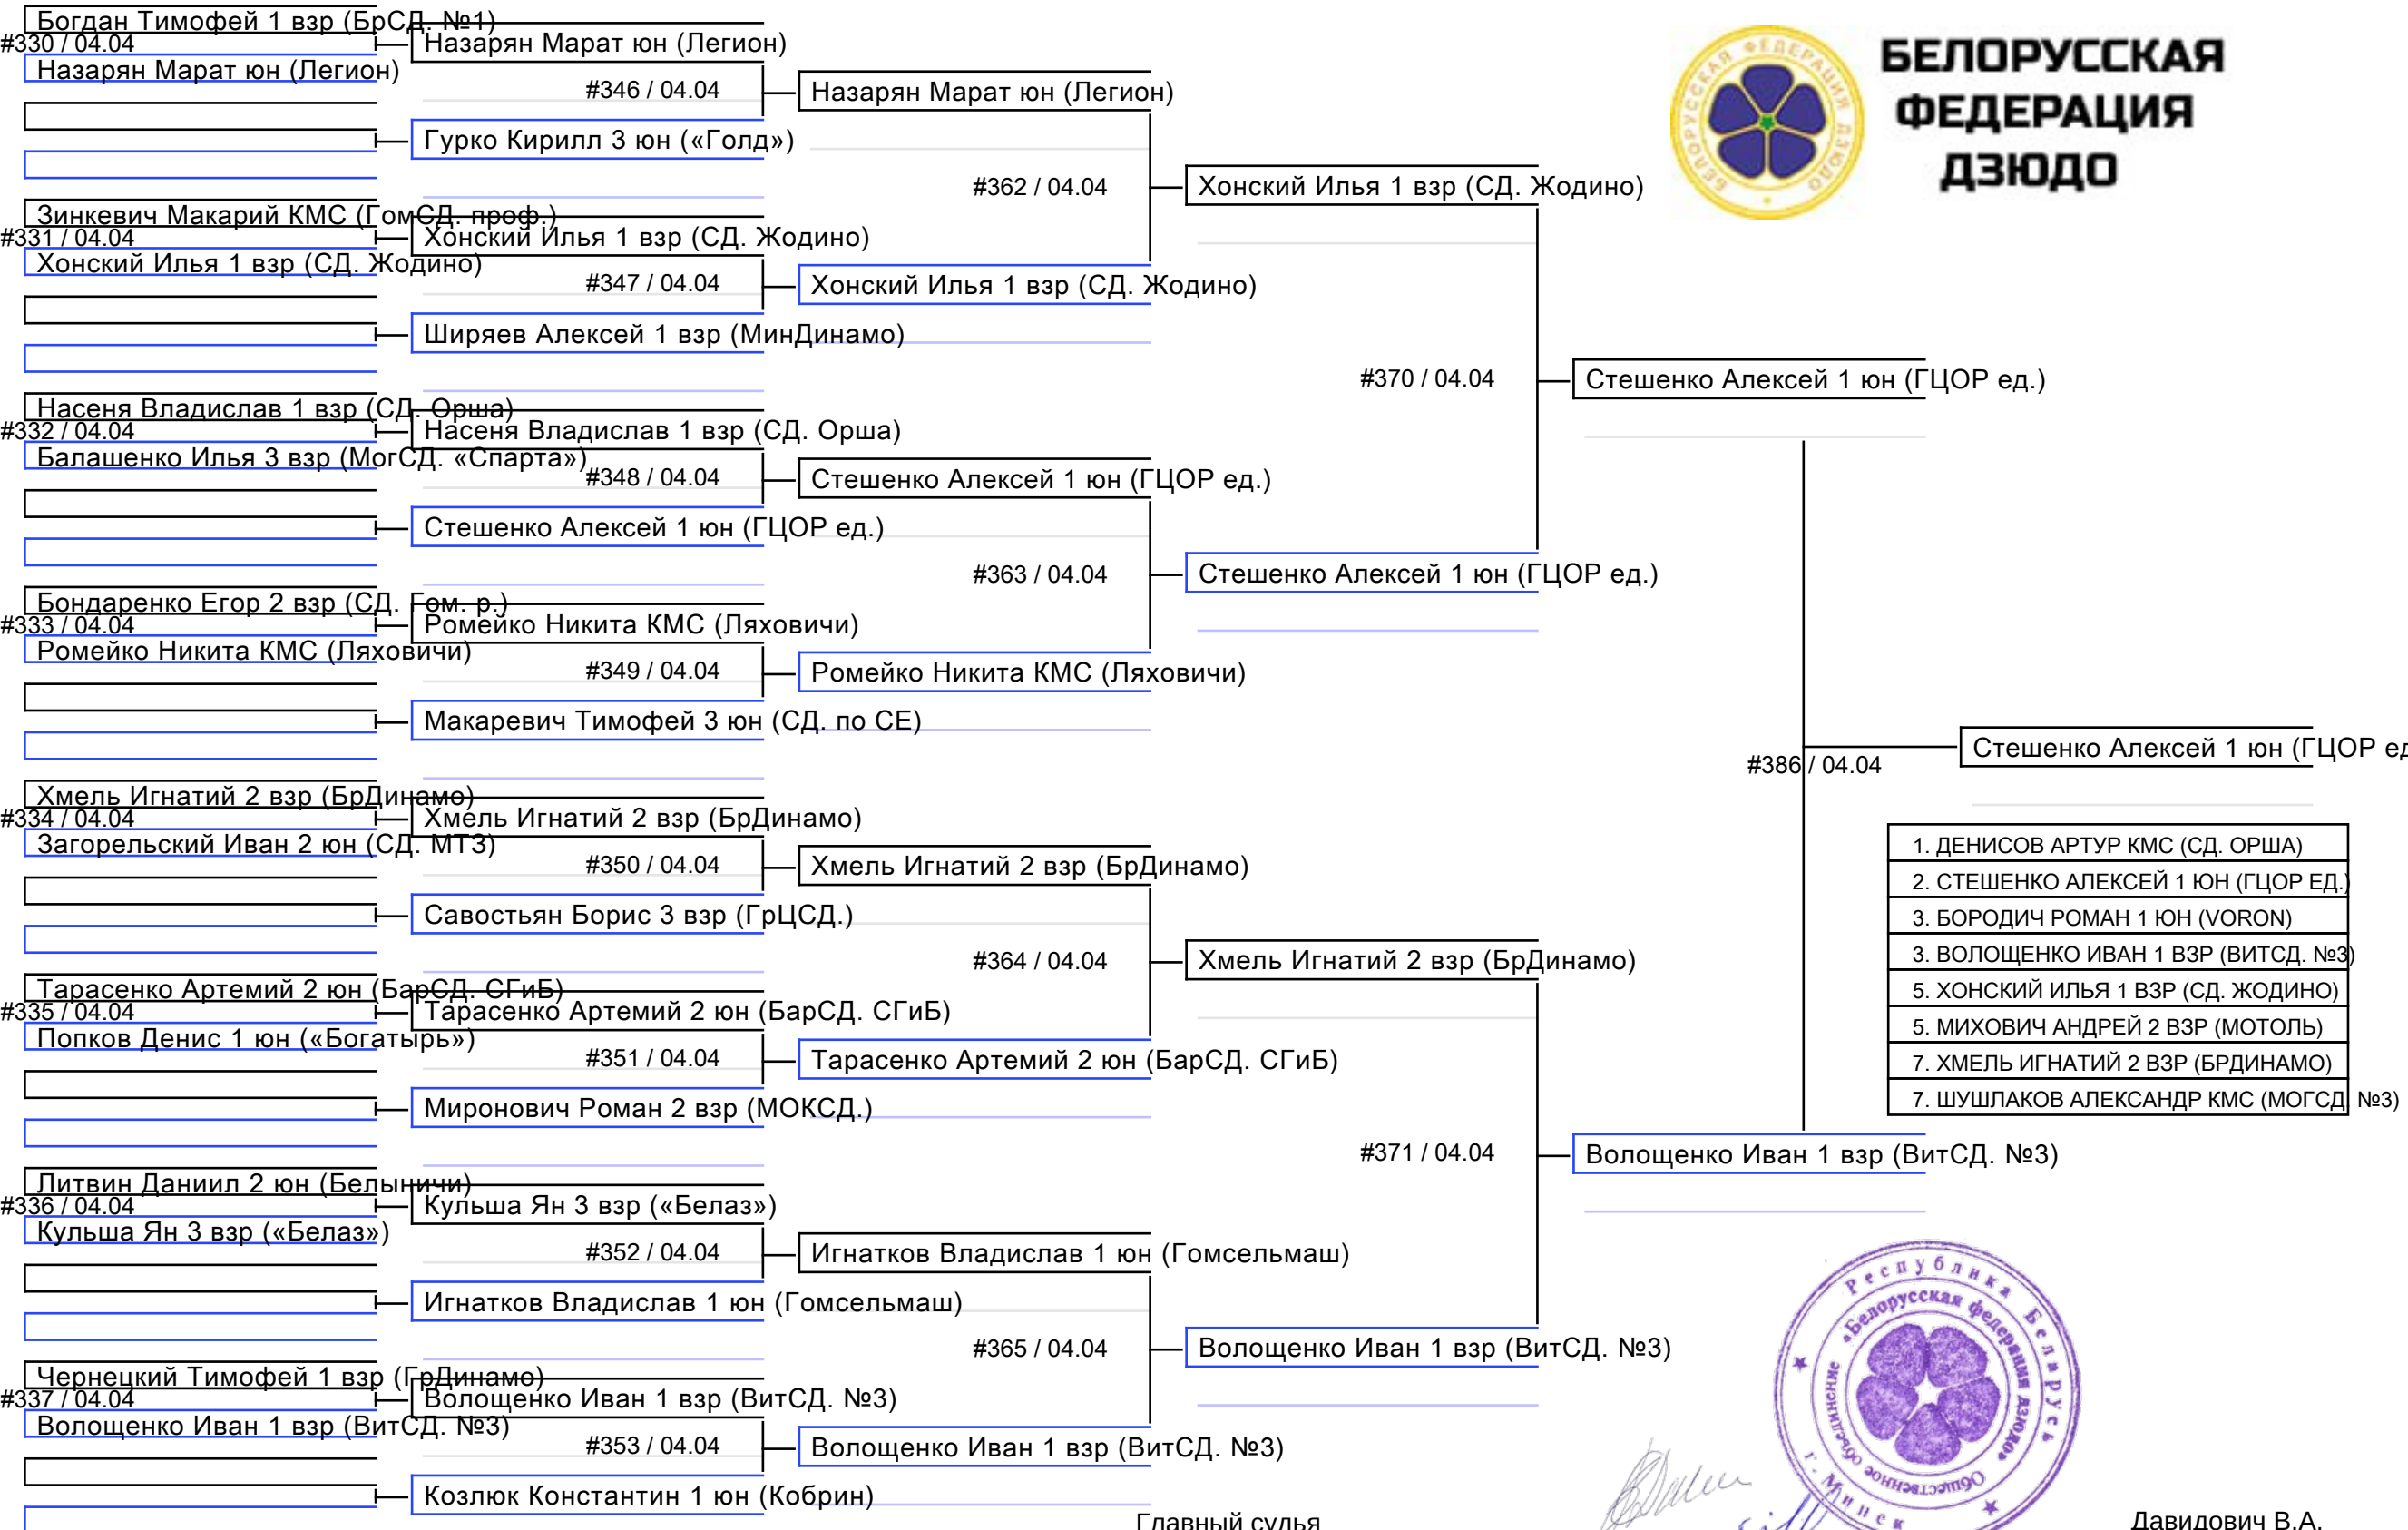 Богдан Тимофей 1 взр (БрСД. №1)
#330 / 04.04
Назарян Марат юн (Легион)
Зинкевич Макарий КМС (ГомСД. проф.)
#331 / 04.04
Хонский Илья 1 взр (СД. Жодино)
Насеня Владислав 1 взр (СД. Орша)
#332 / 04.04
Балашенко Илья 3 взр (МогСД. «Спарта»)
Бондаренко Егор 2 взр (СД. Гом. р.)
#333 / 04.04
Ромейко Никита КМС (Ляховичи)
Хмель Игнатий 2 взр (БрДинамо)
#334 / 04.04
Загорельский Иван 2 юн (СД. МТЗ)
Тарасенко Артемий 2 юн (БарСД. СГиБ)
#335 / 04.04
Попков Денис 1 юн («Богатырь»)
Литвин Даниил 2 юн (Белыничи)
#336 / 04.04
Кульша Ян 3 взр («Белаз»)
Чернецкий Тимофей 1 взр (ГрДинамо)
#337 / 04.04
Волощенко Иван 1 взр (ВитСД. №3)
Назарян Марат юн (Легион)
#346 / 04.04
Гурко Кирилл 3 юн («Голд»)
Хонский Илья 1 взр (СД. Жодино)
#347 / 04.04
Ширяев Алексей 1 взр (МинДинамо)
Насеня Владислав 1 взр (СД. Орша)
#348 / 04.04
Стешенко Алексей 1 юн (ГЦОР ед.)
Ромейко Никита КМС (Ляховичи)
#349 / 04.04
Макаревич Тимофей 3 юн (СД. по СЕ)
Хмель Игнатий 2 взр (БрДинамо)
#350 / 04.04
Савостьян Борис 3 взр (ГрЦСД.)
Тарасенко Артемий 2 юн (БарСД. СГиБ)
#351 / 04.04
Миронович Роман 2 взр (МОКСД.)
Кульша Ян 3 взр («Белаз»)
#352 / 04.04
Игнатков Владислав 1 юн (Гомсельмаш)
Волощенко Иван 1 взр (ВитСД. №3)
#353 / 04.04
Козлюк Константин 1 юн (Кобрин)
Назарян Марат юн (Легион)
#362 / 04.04
Хонский Илья 1 взр (СД. Жодино)
Стешенко Алексей 1 юн (ГЦОР ед.)
#363 / 04.04
Ромейко Никита КМС (Ляховичи)
Хмель Игнатий 2 взр (БрДинамо)
#364 / 04.04
Тарасенко Артемий 2 юн (БарСД. СГиБ)
Игнатков Владислав 1 юн (Гомсельмаш)
#365 / 04.04
Волощенко Иван 1 взр (ВитСД. №3)
Хонский Илья 1 взр (СД. Жодино)
#370 / 04.04
Стешенко Алексей 1 юн (ГЦОР ед.)
Хмель Игнатий 2 взр (БрДинамо)
#371 / 04.04
Волощенко Иван 1 взр (ВитСД. №3)
Стешенко Алексей 1 юн (ГЦОР ед.)
#386 / 04.04
Волощенко Иван 1 взр (ВитСД. №3)
Стешенко Алексей 1 юн (ГЦОР ед
БЕЛОРУССКАЯ
ФЕДЕРАЦИЯ
ДЗЮДО
БЕЛОРУССКАЯ ФЕДЕРАЦИЯ ДЗЮДО
1. ДЕНИСОВ АРТУР КМС (СД. ОРША)
2. СТЕШЕНКО АЛЕКСЕЙ 1 ЮН (ГЦОР ЕД.)
3. БОРОДИЧ РОМАН 1 ЮН (VORON)
3. ВОЛОЩЕНКО ИВАН 1 ВЗР (ВИТСД. №3)
5. ХОНСКИЙ ИЛЬЯ 1 ВЗР (СД. ЖОДИНО)
5. МИХОВИЧ АНДРЕЙ 2 ВЗР (МОТОЛЬ)
7. ХМЕЛЬ ИГНАТИЙ 2 ВЗР (БРДИНАМО)
7. ШУШЛАКОВ АЛЕКСАНДР КМС (МОГСД. №3)
Республика Беларусь
г. Минск
Общественное объединение
«Белорусская федерация дзюдо»
Главный судья
Давидович В.А.